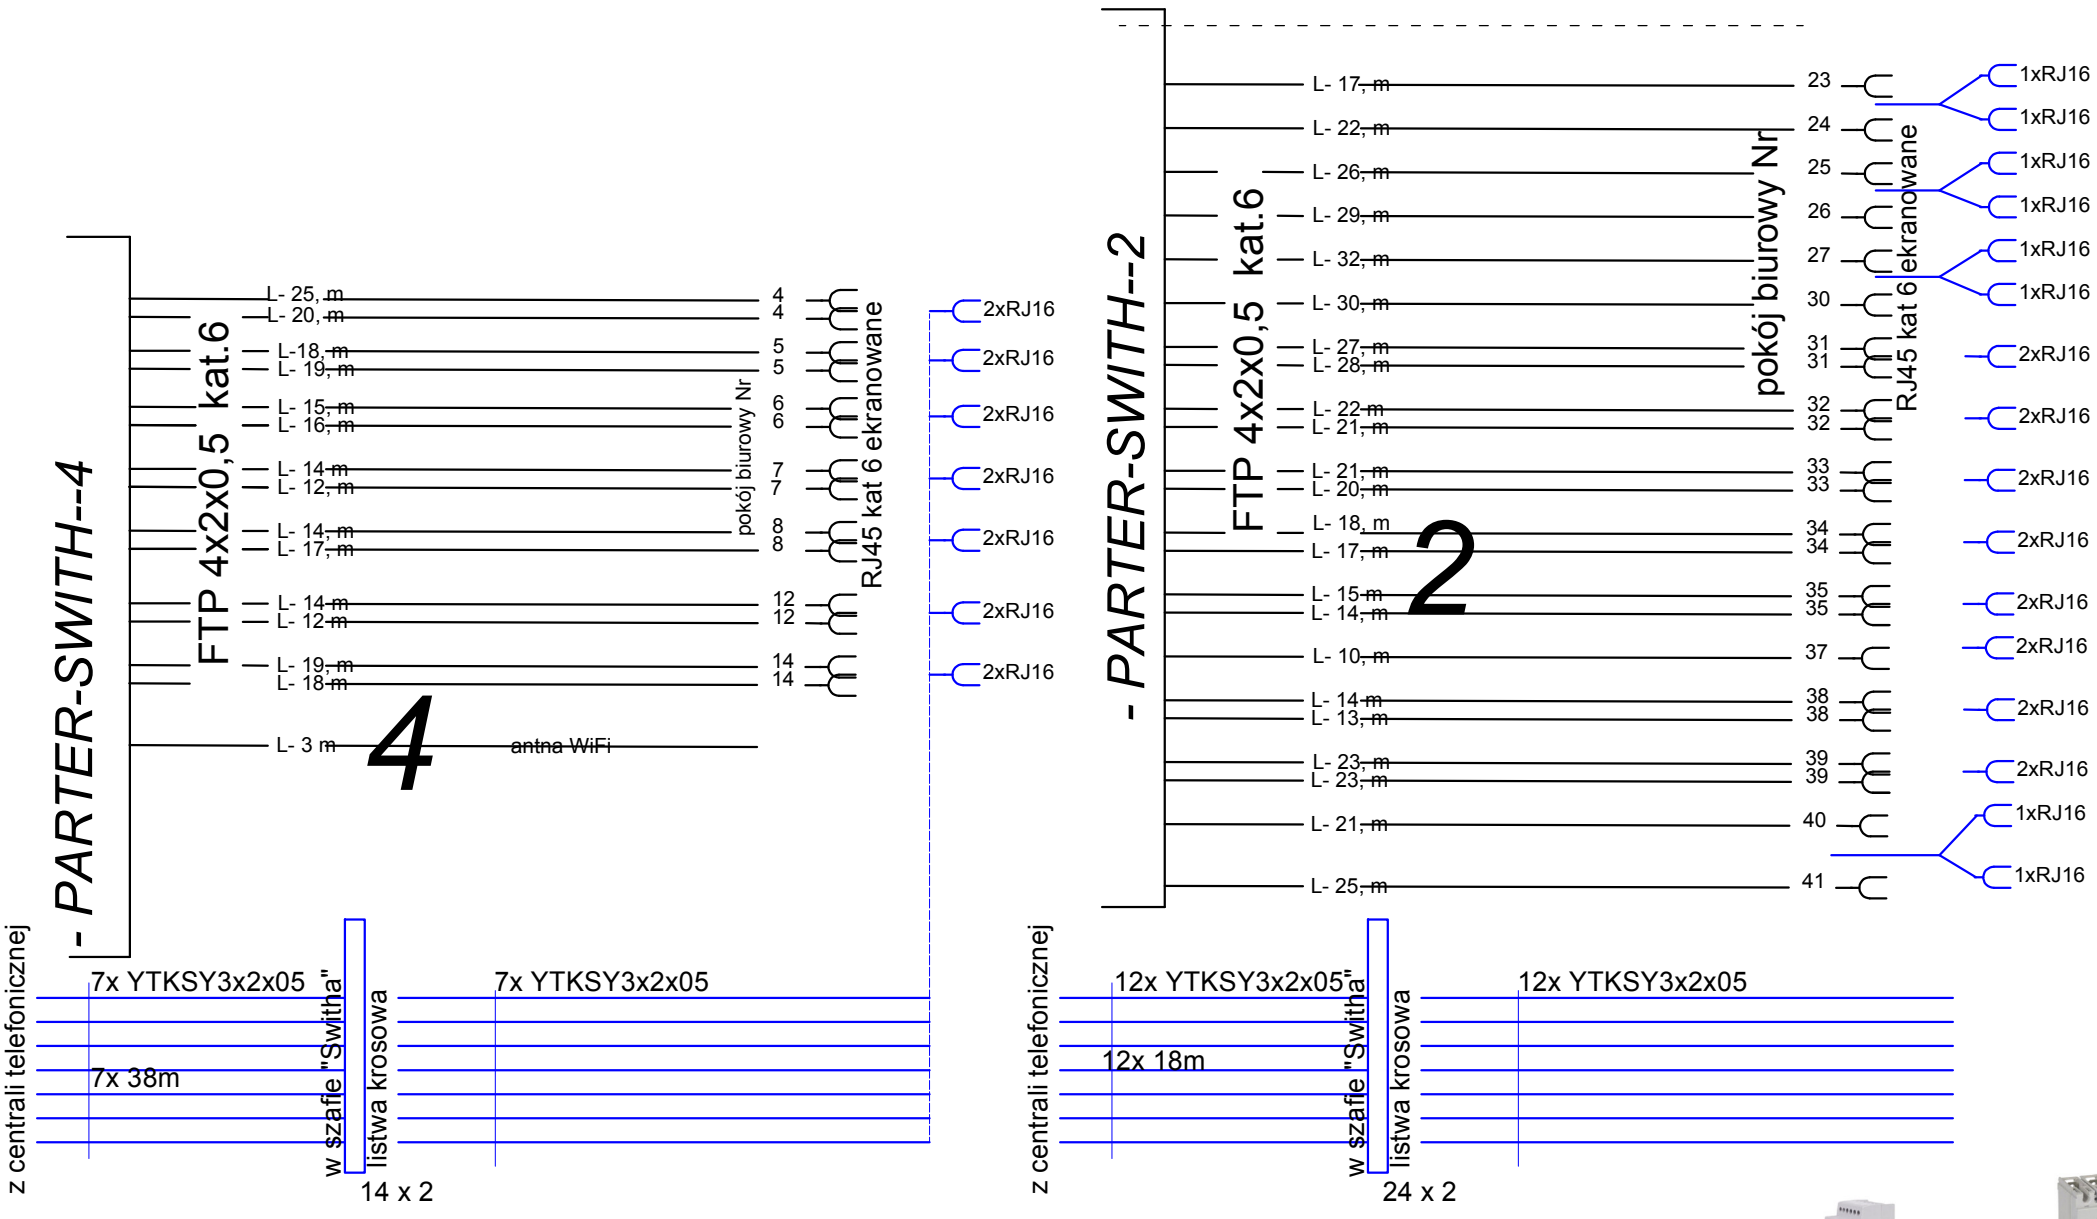 - PARTER-SWITH--4
FTP 4x2x0,5 kat.6
L- 25, m 4
L- 20, m 4
L-18, m 5
L- 19, m 5
L- 15, m 6
L- 16, m 6
L- 14 m 7
L- 12, m 7
L- 14, m 8
L- 17, m 8
L- 14 m 12
L- 12 m 12
L- 19, m 14
L- 18 m 14
L- 3 m antna WiFi
4
pokój biurowy Nr
RJ45 kat 6 ekranowane
2xRJ16
2xRJ16
2xRJ16
2xRJ16
2xRJ16
2xRJ16
2xRJ16
z centrali telefonicznej
7x YTKSY3x2x05
7x 38m
w szafie "Switha"
listwa krosowa
7x YTKSY3x2x05
14 x 2
- PARTER-SWITH--2
FTP 4x2x0,5 kat.6
L- 17, m 23
L- 22, m 24
L- 26, m 25
L- 29, m 26
L- 32, m 27
L- 30, m 30
L- 27, m 31
L- 28, m 31
L- 22 m 32
L- 21, m 32
L- 21, m 33
L- 20, m 33
L- 18, m 34
L- 17, m 34
L- 15 m 35
L- 14, m 35
L- 10, m 37
L- 14 m 38
L- 13, m 38
L- 23, m 39
L- 23, m 39
L- 21, m 40
L- 25, m 41
2
pokój biurowy Nr
RJ45 kat 6 ekranowane
1xRJ16
1xRJ16
1xRJ16
1xRJ16
1xRJ16
1xRJ16
2xRJ16
2xRJ16
2xRJ16
2xRJ16
2xRJ16
2xRJ16
2xRJ16
2xRJ16
1xRJ16
1xRJ16
z centrali telefonicznej
12x YTKSY3x2x05
12x 18m
w szafie "Switha"
listwa krosowa
12x YTKSY3x2x05
24 x 2